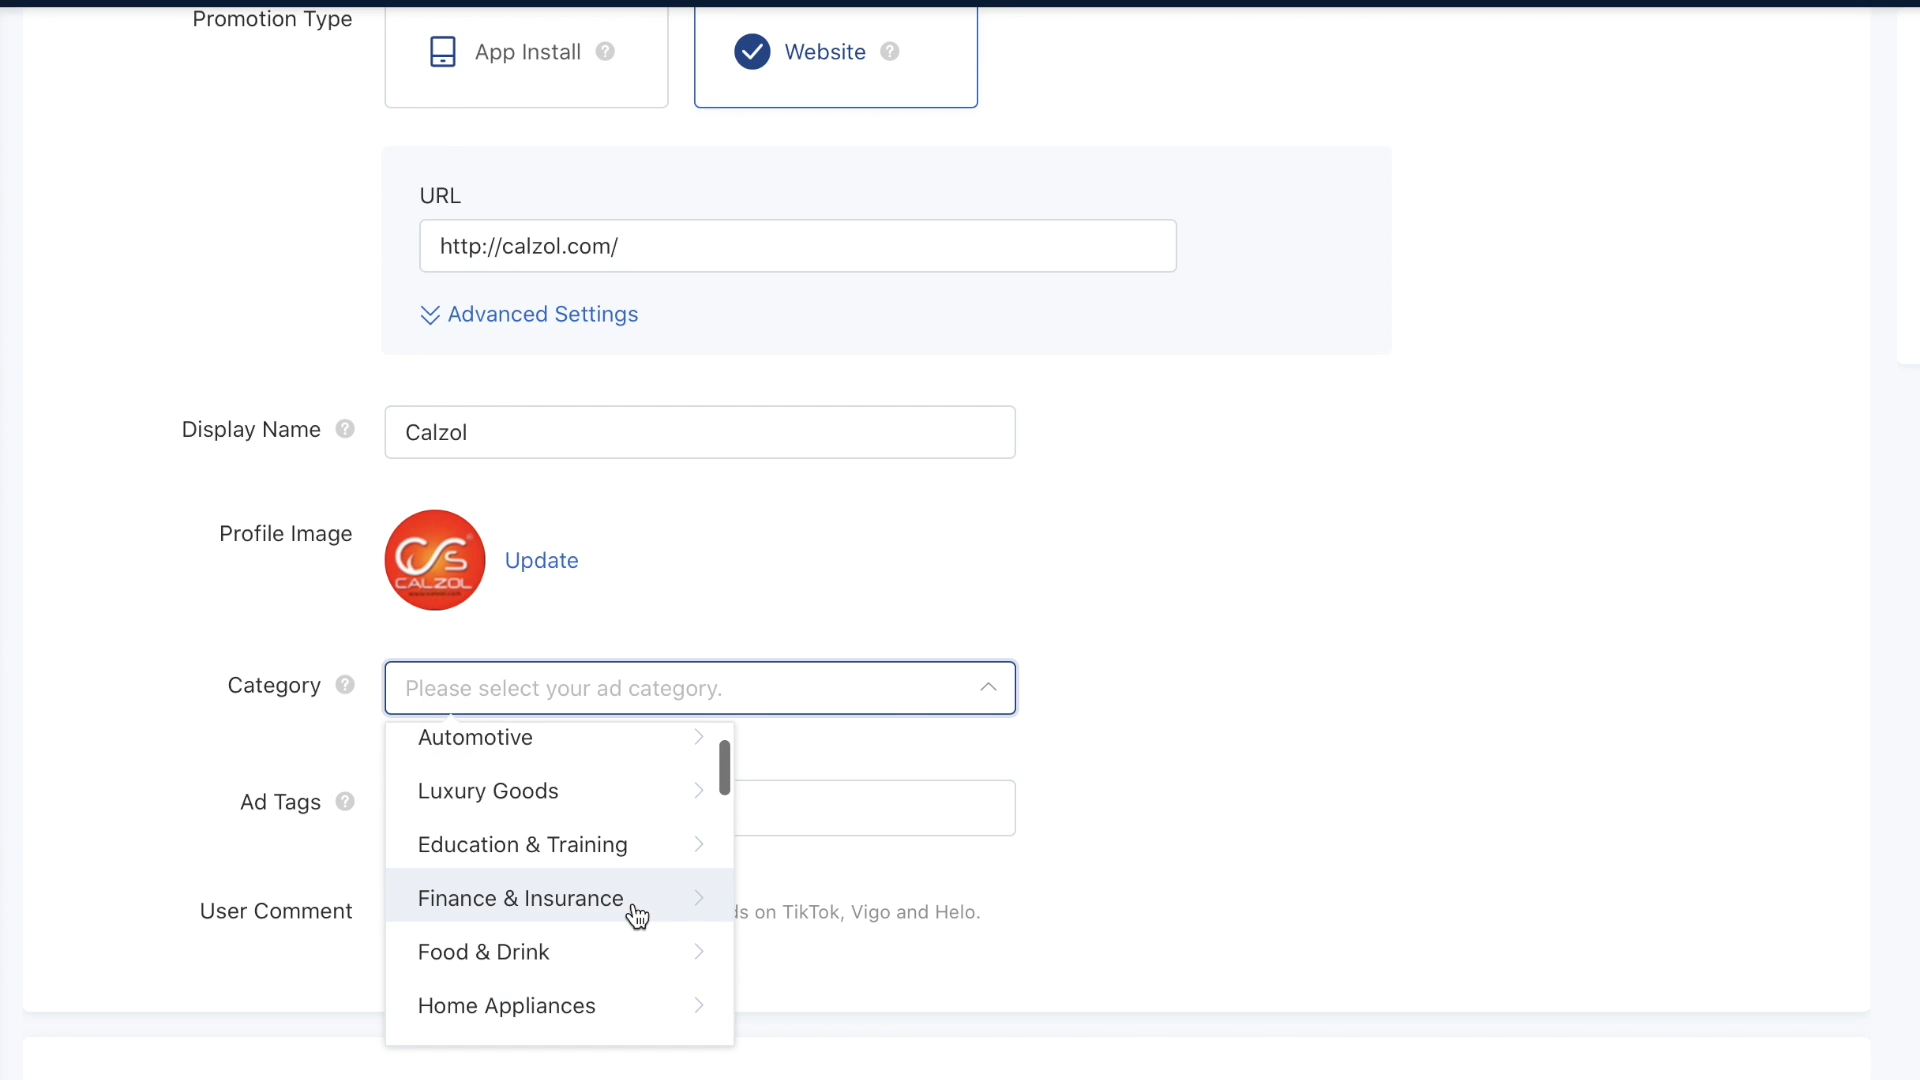 Promotion Type
App Install ?
Website ?
URL
http://calzol.com/
Advanced Settings
Display Name ?
Calzol
Profile Image
CS
CALZOL
Update
Category ?
Please select your ad category.
Automotive
Luxury Goods
Ad Tags ?
Education & Training
Finance & Insurance
User Comment
ds on TikTok, Vigo and Helo.
Food & Drink
Home Appliances